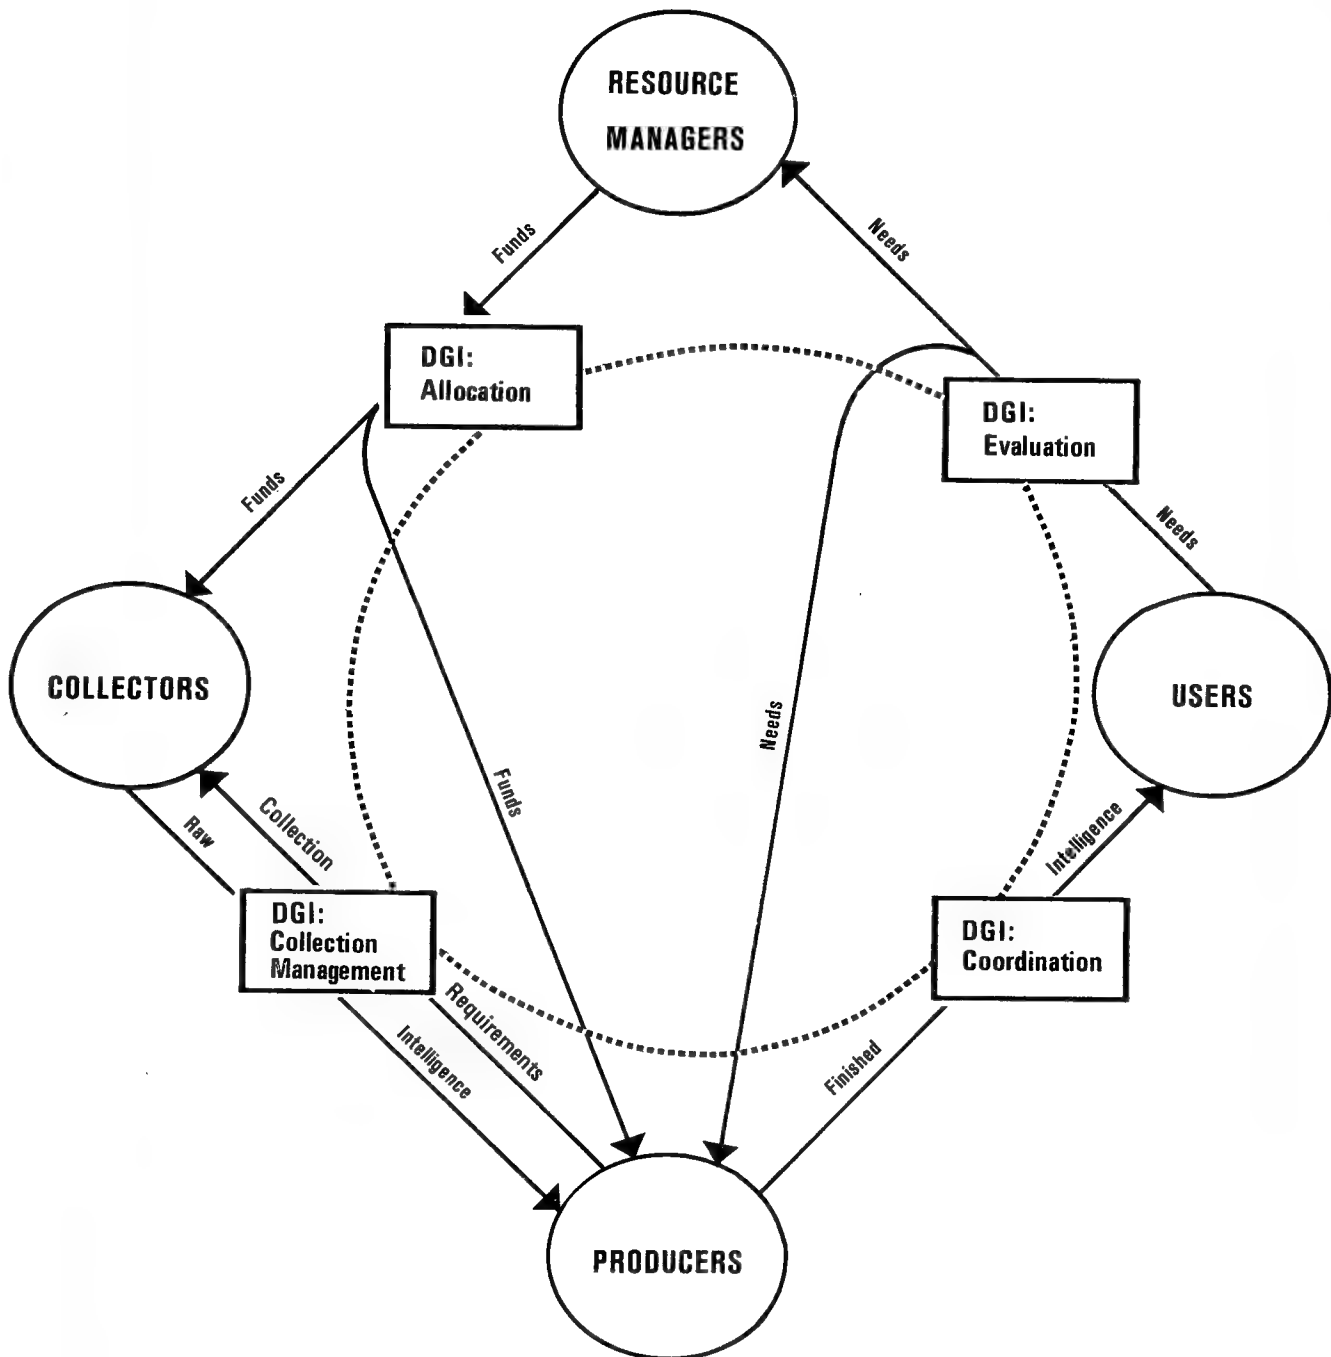 RESOURCE
MANAGERS
Funds
Needs
DGI:
Allocation
DGI:
Evaluation
Funds
Needs
COLLECTORS
USERS
Needs
Funds
Raw
Collection
Intelligence
DGI:
Collection
Management
DGI:
Coordination
Requirements
Intelligence
Finished
PRODUCERS